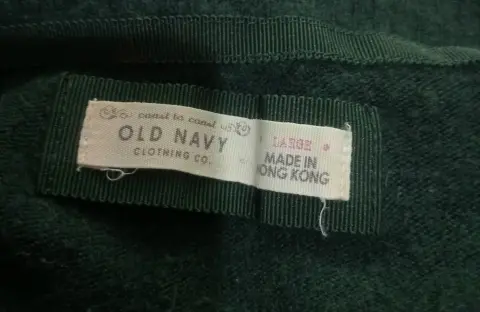 coast to coast
OLD NAVY
CLOTHING CO.
LARGE
MADE IN
HONG KONG